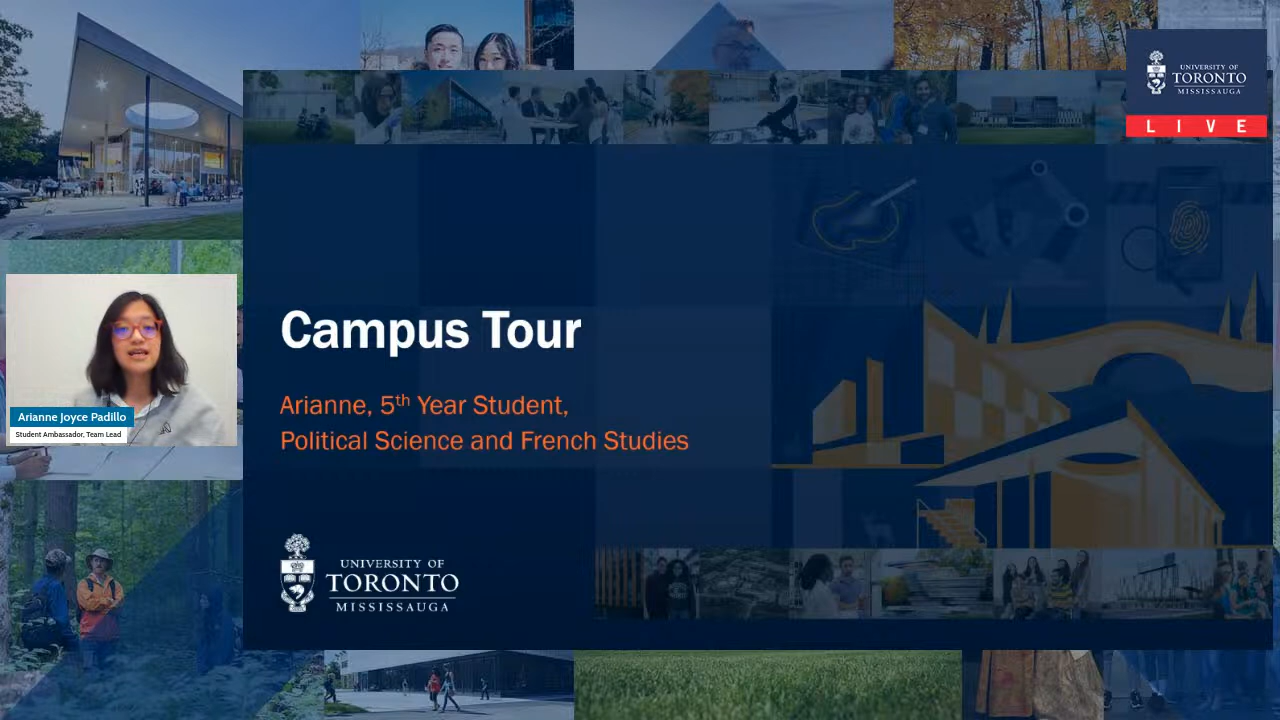 UNIVERSITY OF
TORONTO
MISSISSAUGA
LIVE
Campus Tour
Arianne, 5th Year Student,
Political Science and French Studies
Arianne Joyce Padillo
Student Ambassador, Team Lead
UNIVERSITY OF
TORONTO
MISSISSAUGA